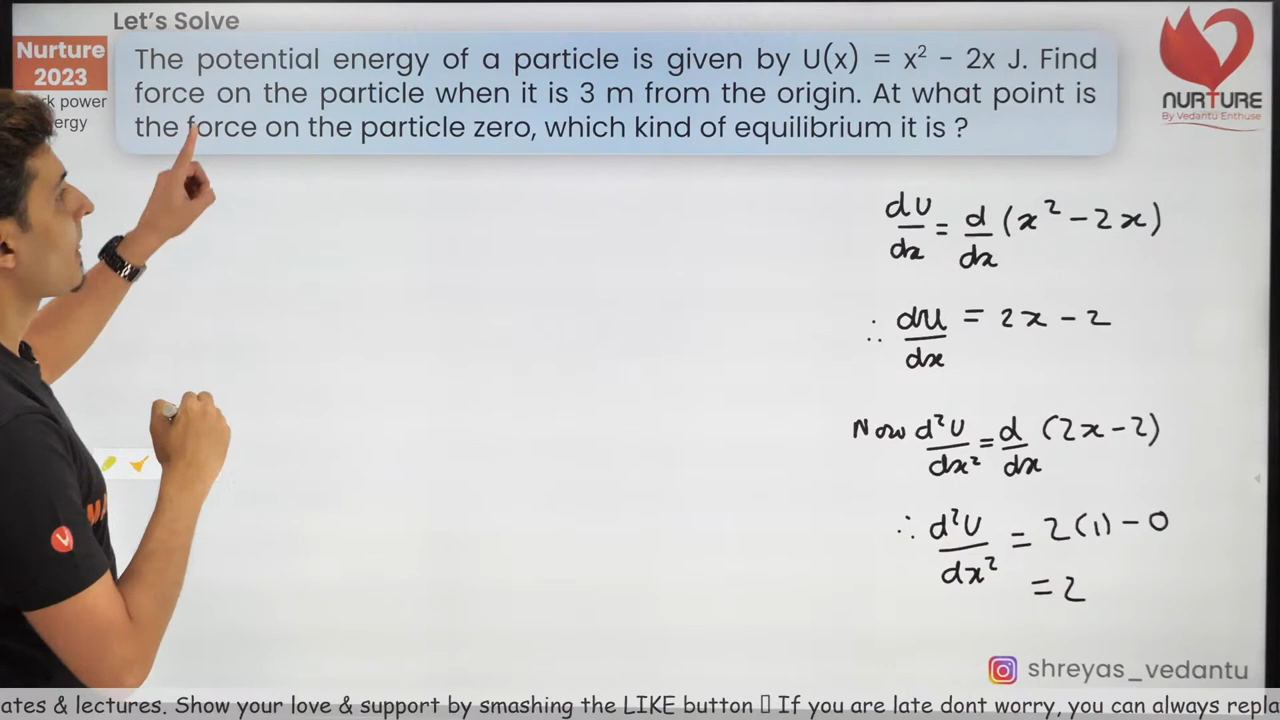 Let's Solve
Nurture
2023
rk power
ergy
The potential energy of a particle is given by U(x) = x² - 2x J. Find
force on the particle when it is 3 m from the origin. At what point is
the force on the particle zero, which kind of equilibrium it is ?
NURTURE
By Vedantu Enthuse
dU/dx = d/dx (x² - 2x)
∴ du/dx = 2x - 2
Now d²U/dx² = d/dx (2x - 2)
∴ d²U/dx² = 2(1) - 0
= 2
shreyas_vedantu
ates & lectures. Show your love & support by smashing the LIKE button If you are late dont worry, you can always repla